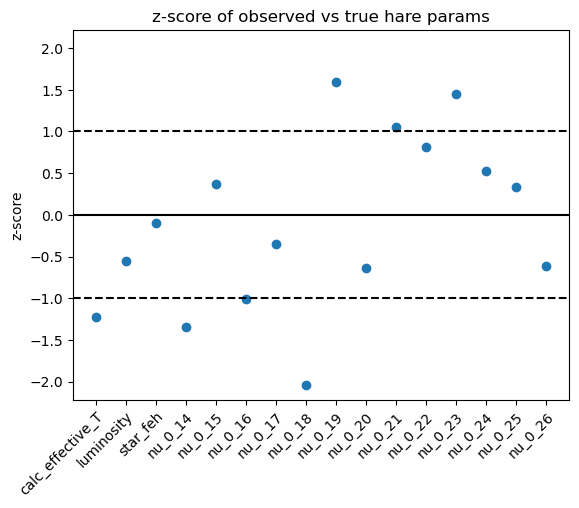 z-score of observed vs true hare params
z-score
2.0
1.5
1.0
0.5
0.0
−0.5
−1.0
−1.5
−2.0
calc_effective_T
luminosity
star_feh
nu_0_14
nu_0_15
nu_0_16
nu_0_17
nu_0_18
nu_0_19
nu_0_20
nu_0_21
nu_0_22
nu_0_23
nu_0_24
nu_0_25
nu_0_26